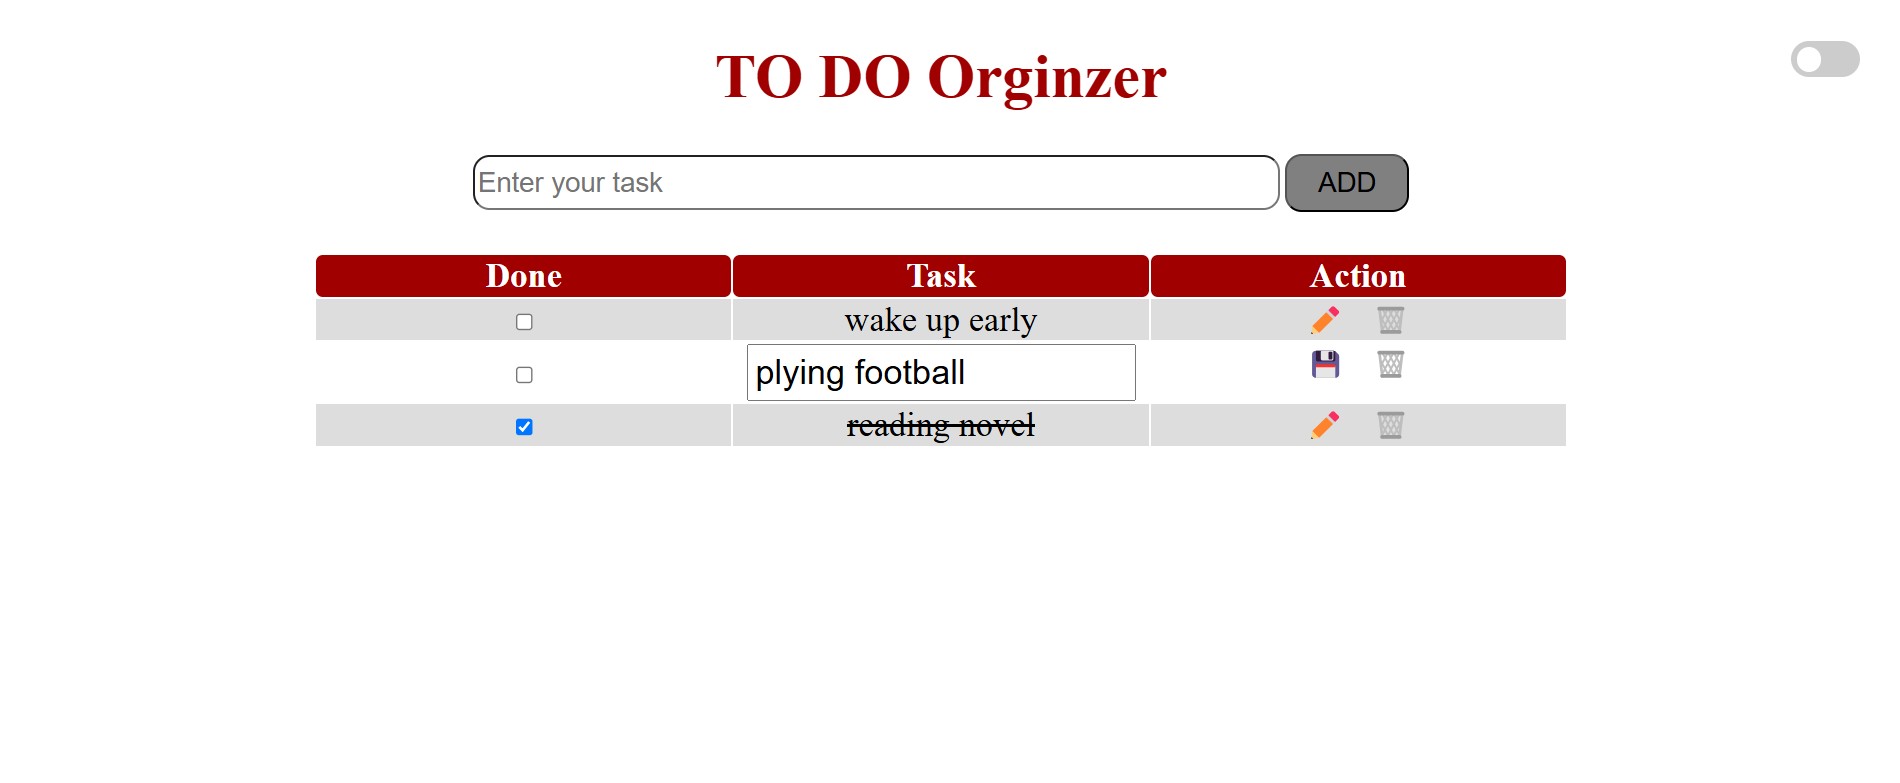 TO DO Orginzer
Enter your task ADD
Done Task Action
wake up early
plying football
reading novel